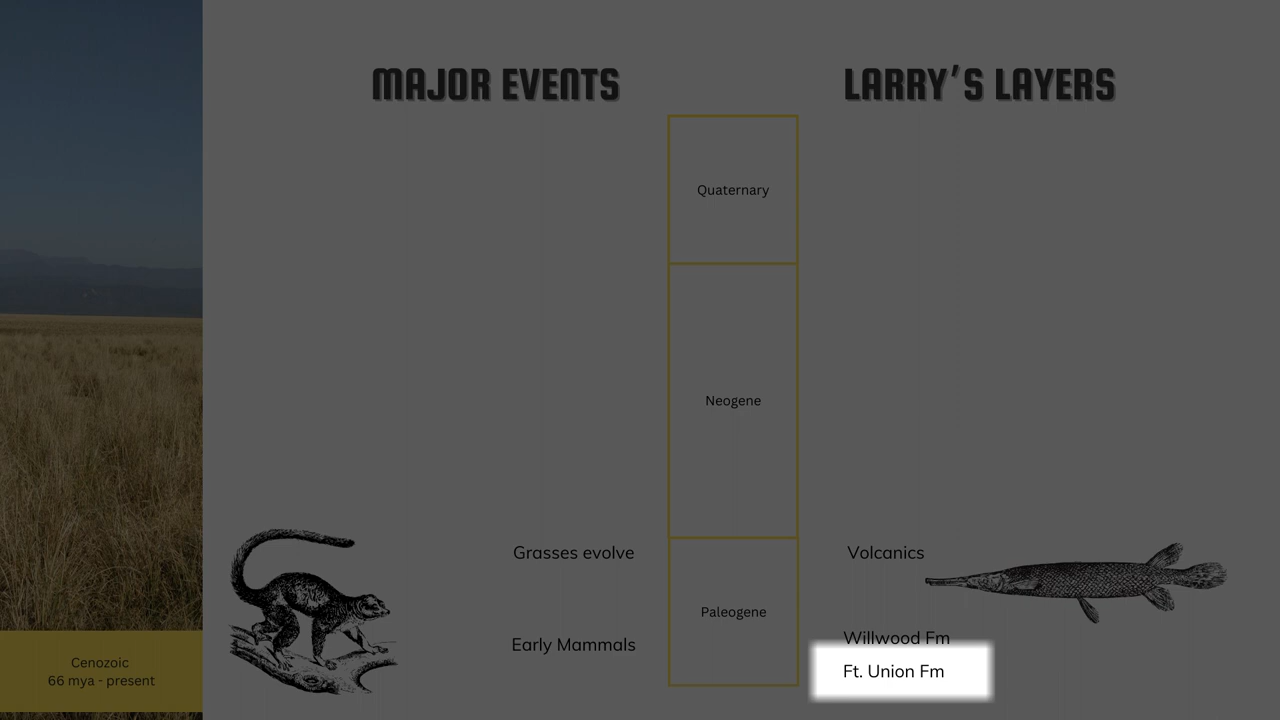 MAJOR EVENTS
LARRY'S LAYERS
Quaternary
Neogene
Grasses evolve
Volcanics
Paleogene
Early Mammals
Willwood Fm
Ft. Union Fm
Cenozoic
66 mya - present